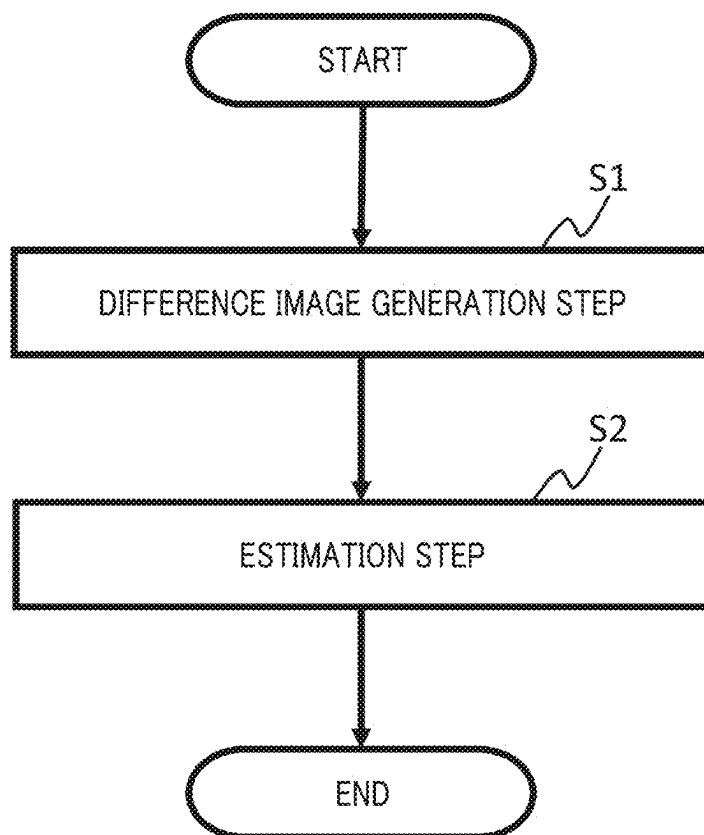 START
S1
DIFFERENCE IMAGE GENERATION STEP
S2
ESTIMATION STEP
END